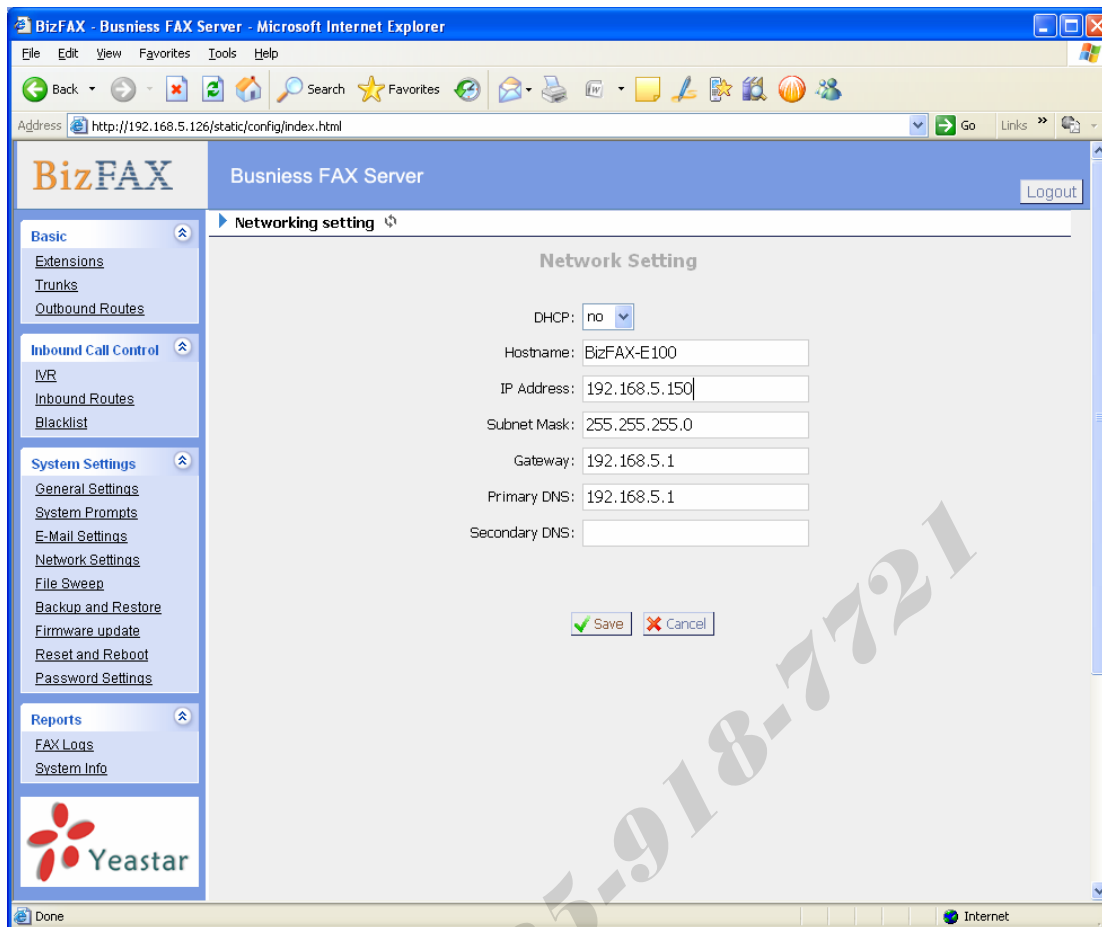 BizFAX - Busniess FAX Server - Microsoft Internet Explorer
File Edit View Favorites Tools Help
Back Search Favorites
Address http://192.168.5.126/static/config/index.html Go Links »
BizFAX Busniess FAX Server
Logout
Networking setting
Network Setting
Basic
Extensions
Trunks
Outbound Routes
Inbound Call Control
IVR
Inbound Routes
Blacklist
System Settings
General Settings
System Prompts
E-Mail Settings
Network Settings
File Sweep
Backup and Restore
Firmware update
Reset and Reboot
Password Settings
Reports
FAX Logs
System Info
Yeastar
DHCP: no
Hostname: BizFAX-E100
IP Address: 192.168.5.150
Subnet Mask: 255.255.255.0
Gateway: 192.168.5.1
Primary DNS: 192.168.5.1
Secondary DNS:
Save Cancel
5-918-7721
Done Internet